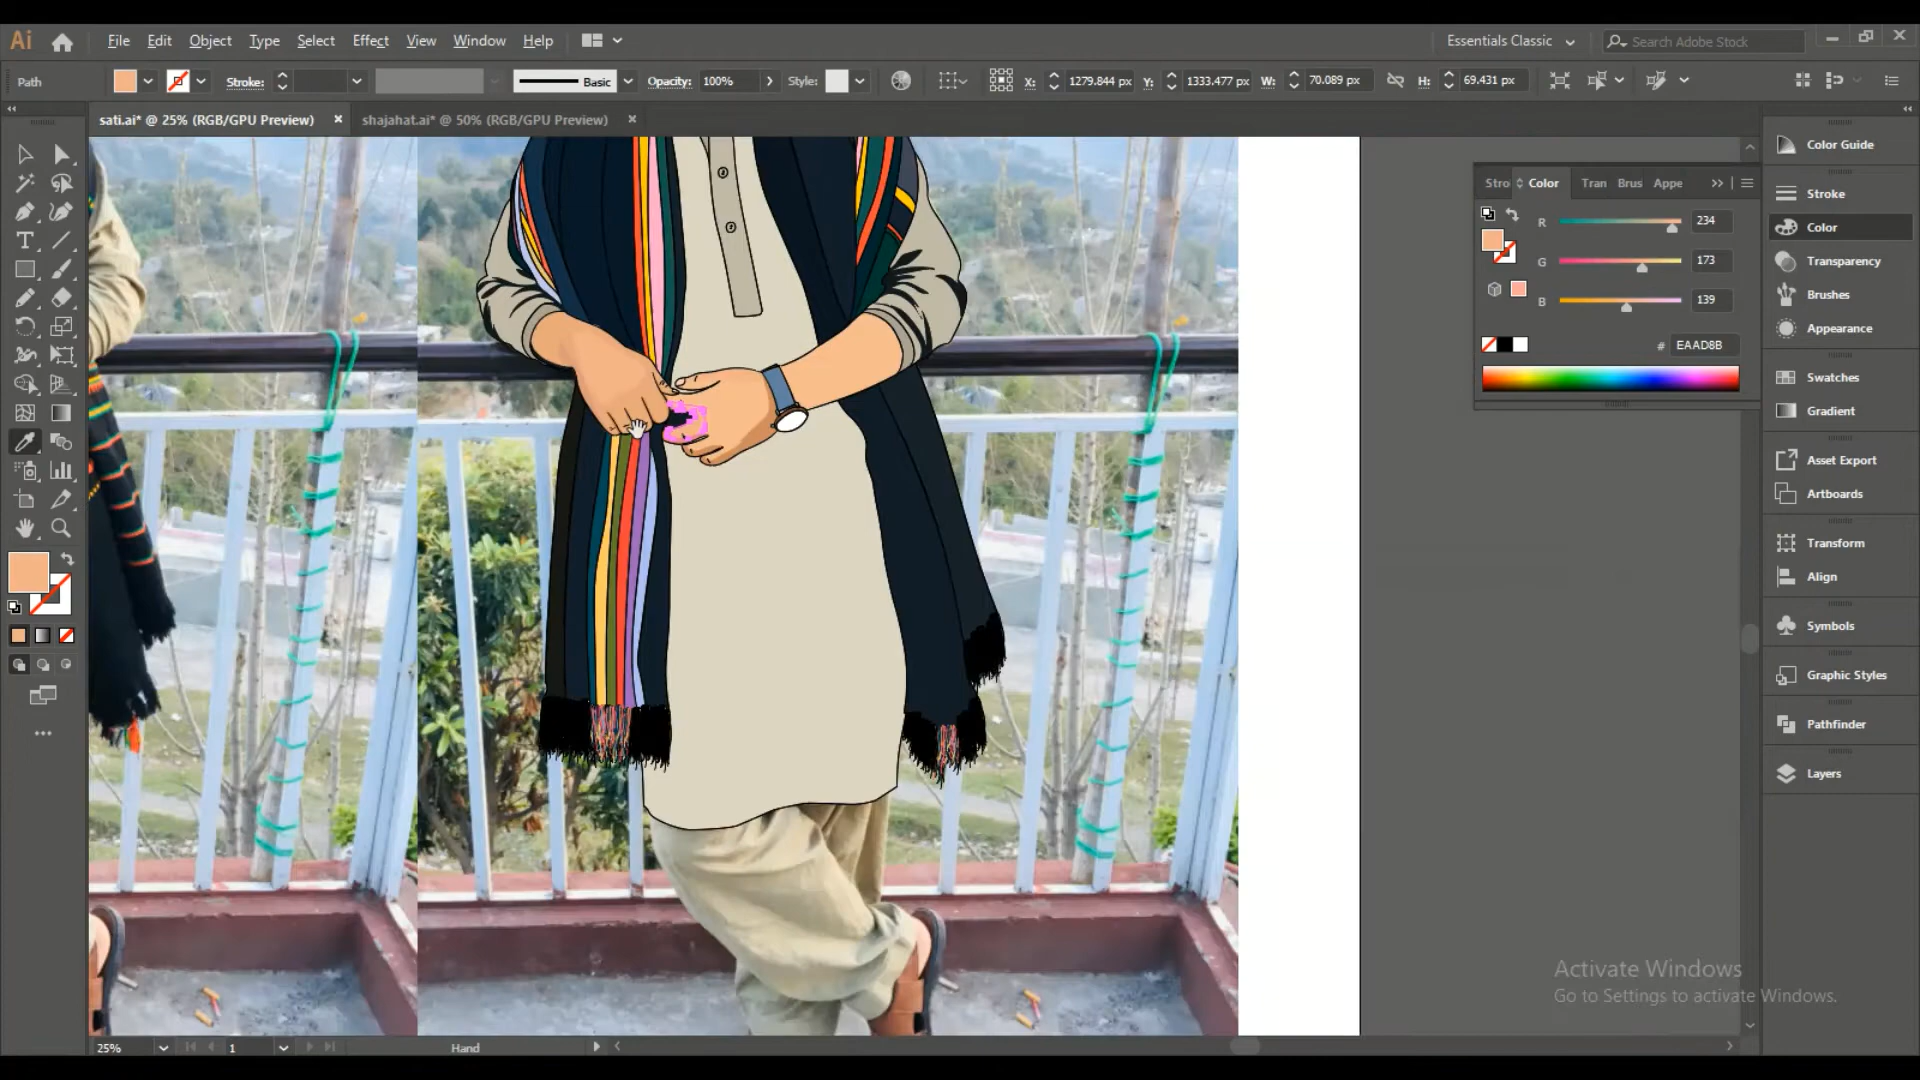 Ai File Edit Object Type Select Effect View Window Help Essentials Classic Search Adobe Stock
Path Stroke: Basic Opacity: 100% Style: X: 1279.844 px Y: 1333.477 px W: 70.089 px H: 69.431 px
sati.ai* @ 25% (RGB/GPU Preview) shajahat.ai* @ 50% (RGB/GPU Preview)
Stro Color Tran Brus Appe
R 234
G 173
B 139
# EAAD8B
Color Guide
Stroke
Color
Transparency
Brushes
Appearance
Swatches
Gradient
Asset Export
Artboards
Transform
Align
Symbols
Graphic Styles
Pathfinder
Layers
Activate Windows
Go to Settings to activate Windows.
25% 1 Hand